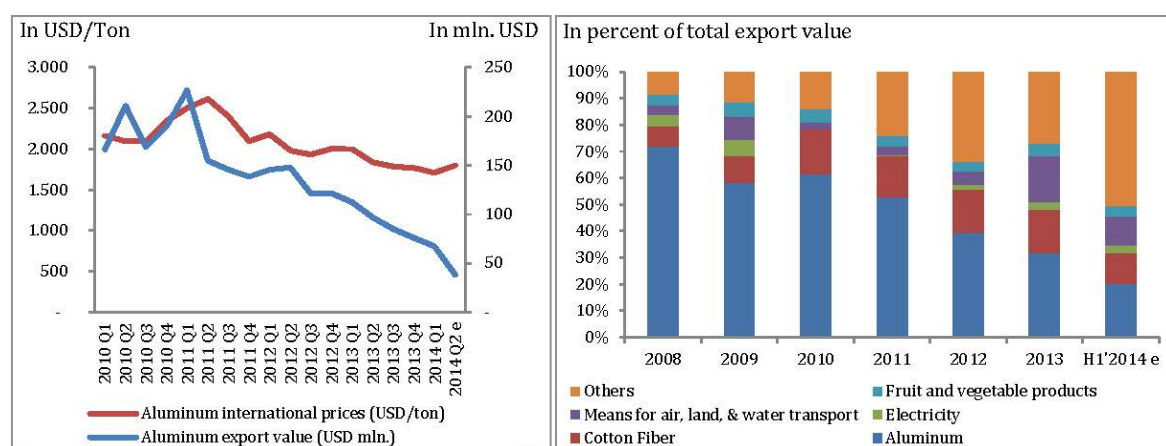 In USD/Ton In mln. USD
3.000 250
2.500 200
2.000 150
1.500 100
1.000 50
500 -
-
2010 Q1
2010 Q2
2010 Q3
2010 Q4
2011 Q1
2011 Q2
2011 Q3
2011 Q4
2012 Q1
2012 Q2
2012 Q3
2012 Q4
2013 Q1
2013 Q2
2013 Q3
2013 Q4
2014 Q1
2014 Q2 e
Aluminum international prices (USD/ton)
Aluminum export value (USD mln.)
In percent of total export value
100%
90%
80%
70%
60%
50%
40%
30%
20%
10%
0%
2008 2009 2010 2011 2012 2013 H1'2014 e
Others Fruit and vegetable products
Means for air, land, & water transport Electricity
Cotton Fiber Aluminum